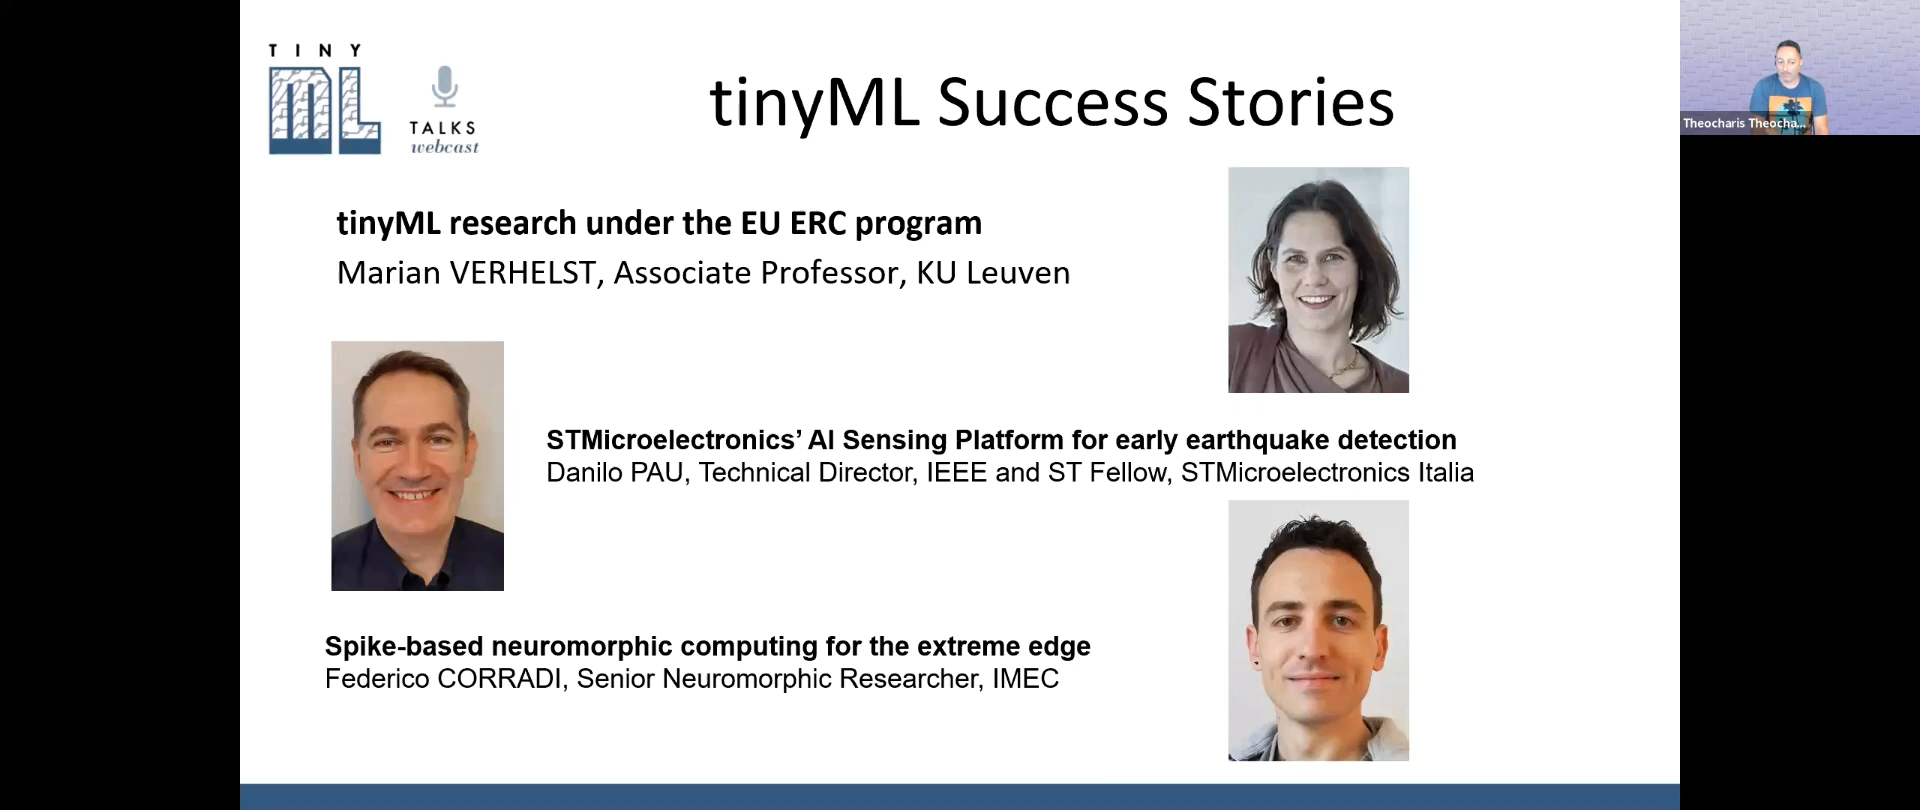 TINY
ML
TALKS
webcast
tinyML Success Stories
Theocharis Theocha...
tinyML research under the EU ERC program
Marian VERHELST, Associate Professor, KU Leuven
STMicroelectronics’ AI Sensing Platform for early earthquake detection
Danilo PAU, Technical Director, IEEE and ST Fellow, STMicroelectronics Italia
Spike-based neuromorphic computing for the extreme edge
Federico CORRADI, Senior Neuromorphic Researcher, IMEC